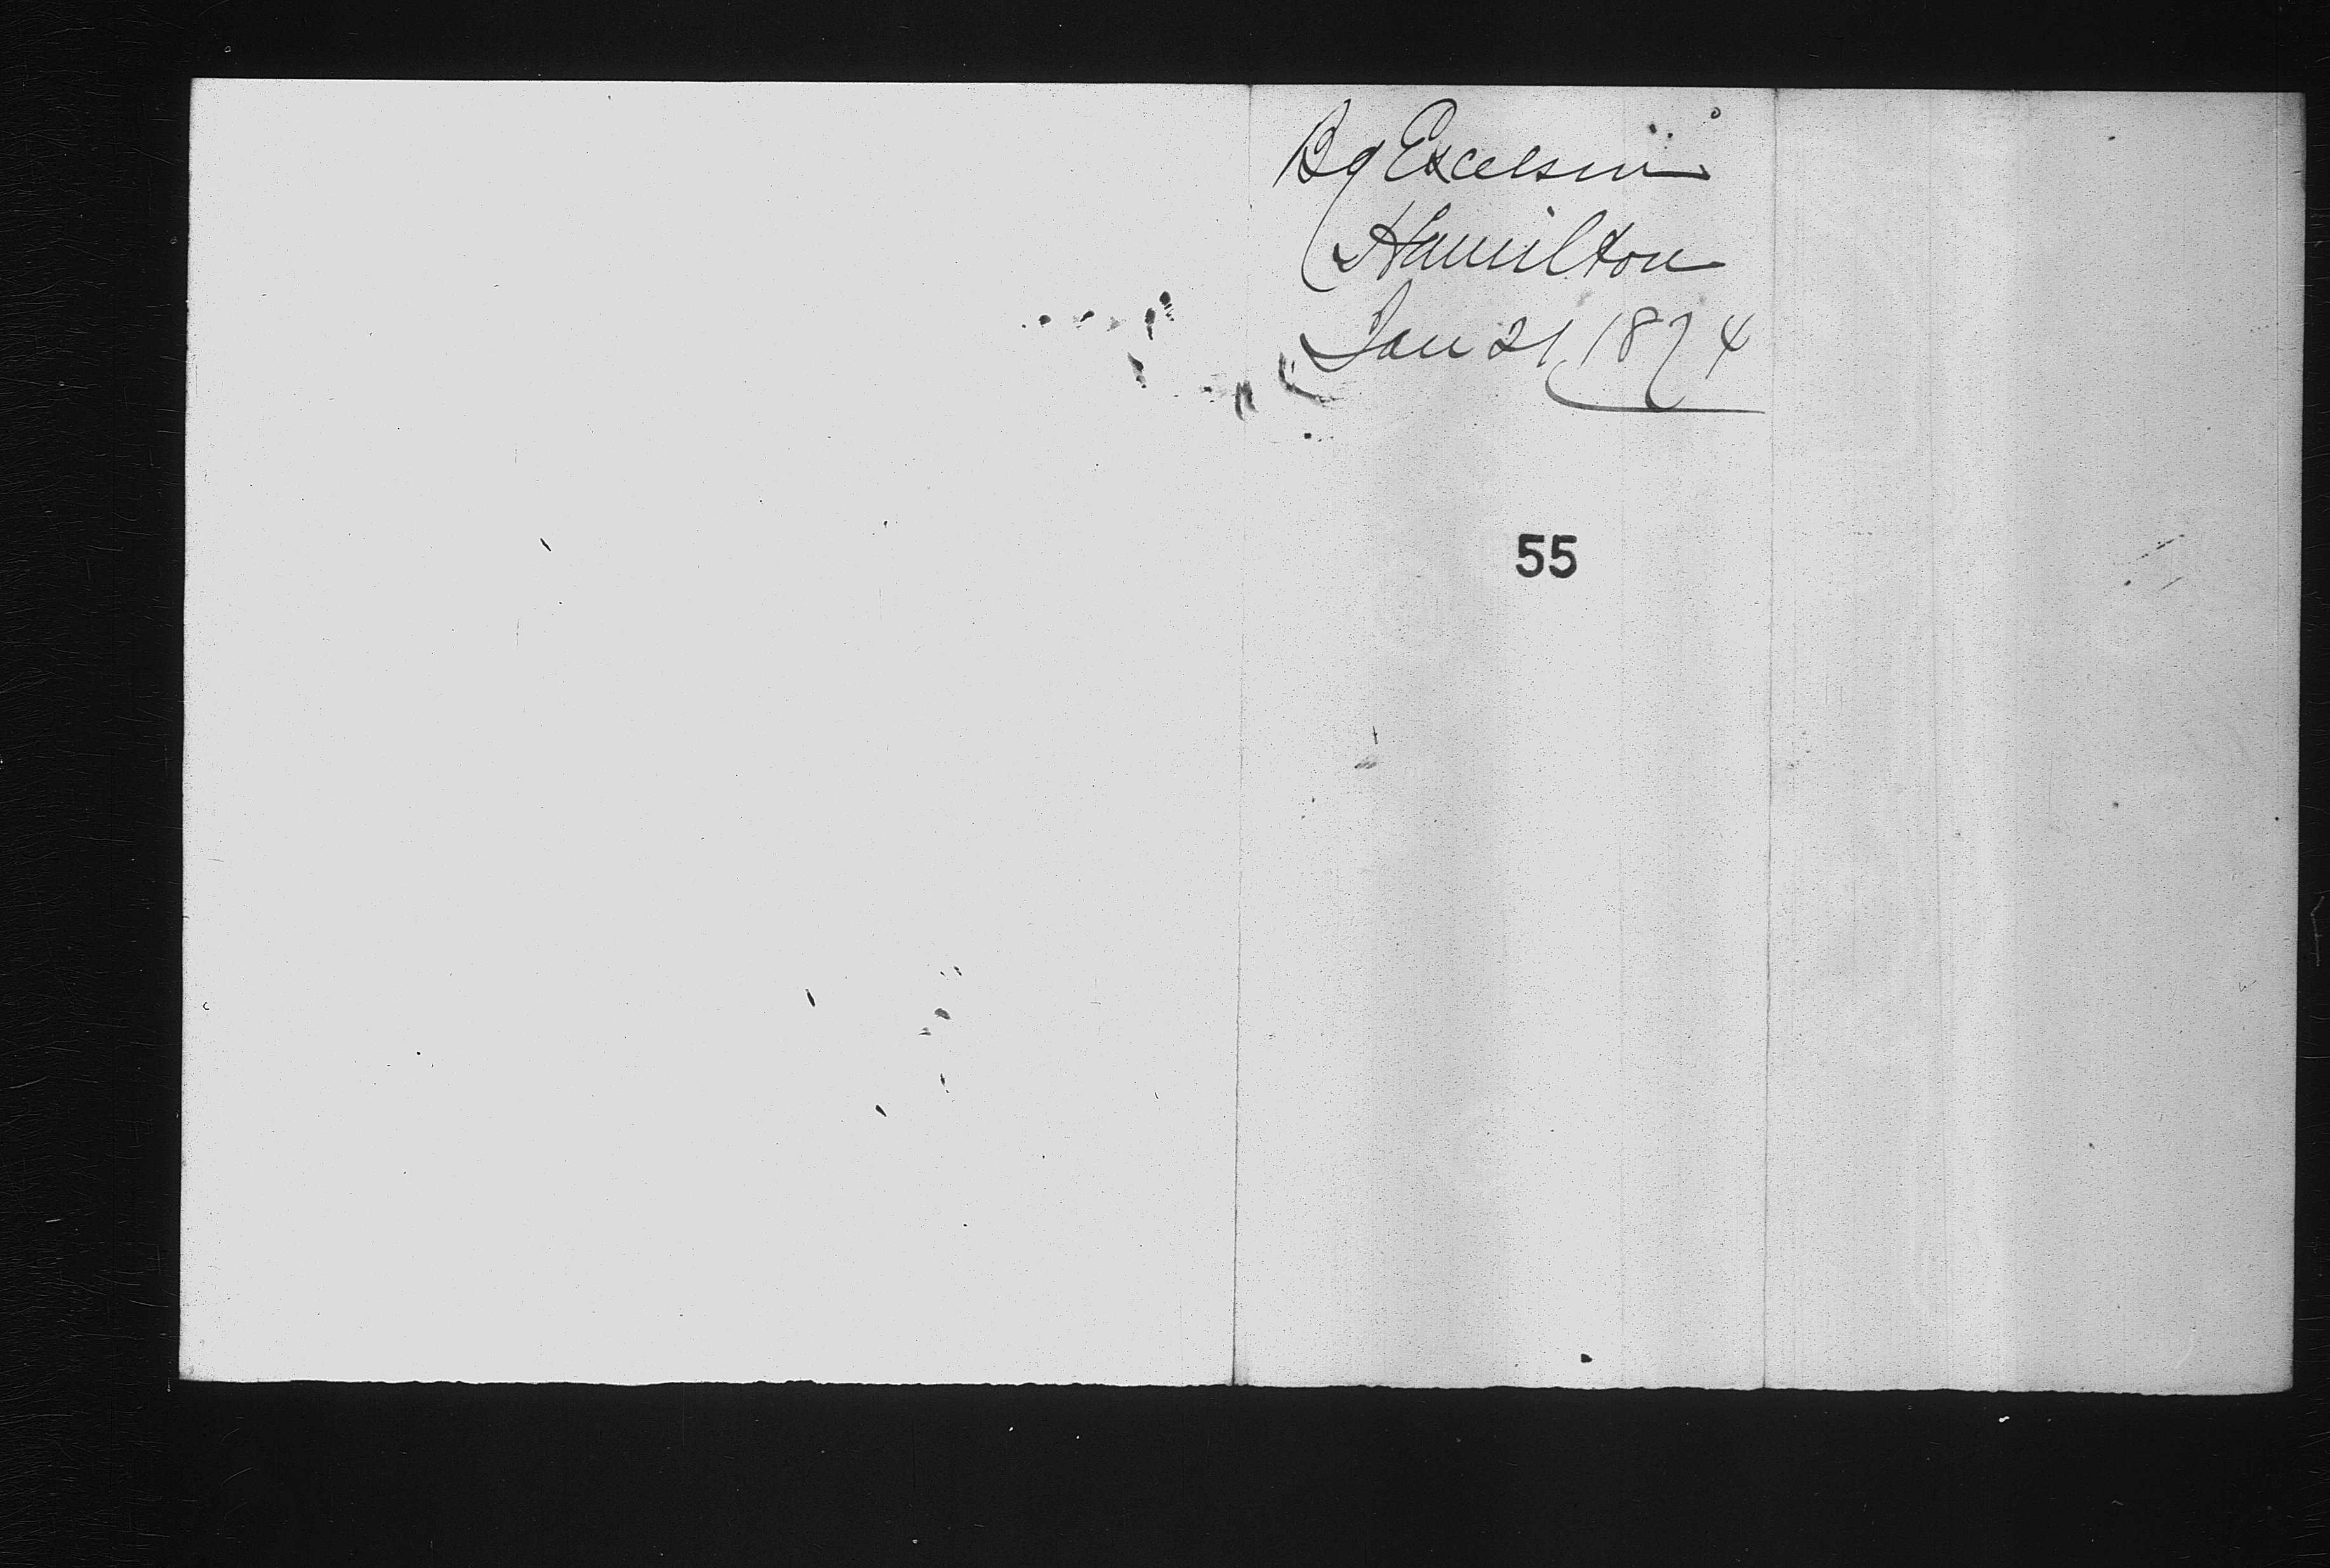 Bg Excelsior
Hamilton
Jan 21, 1874
55